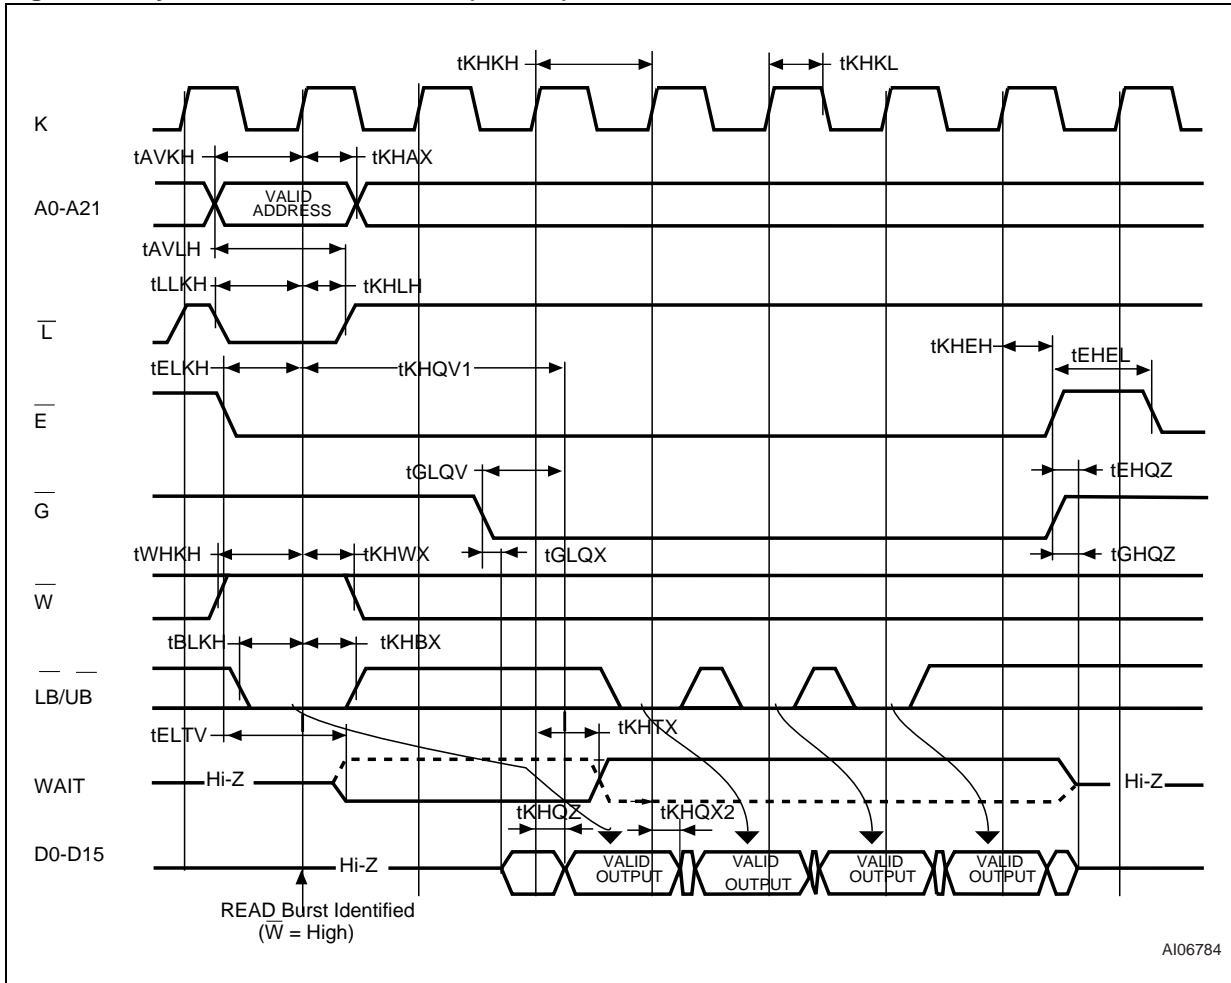 tKHKH tKHKL
K
tAVKH tKHAX
A0-A21 VALID
ADDRESS
tAVLH
tLLKH tKHLH
L
tKHEH
tEHEL
tELKH tKHQV1
E
tGLQV tEHQZ
G
tWHKH tKHWX tGLQX tGHQZ
W
tBLKH tKHBX
LB/UB
tKHTX
tELTV
WAIT Hi-Z Hi-Z
tKHQZ tKHQX2
D0-D15 Hi-Z
VALID OUTPUT VALID OUTPUT VALID OUTPUT VALID OUTPUT
READ Burst Identified
(W = High)
AI06784